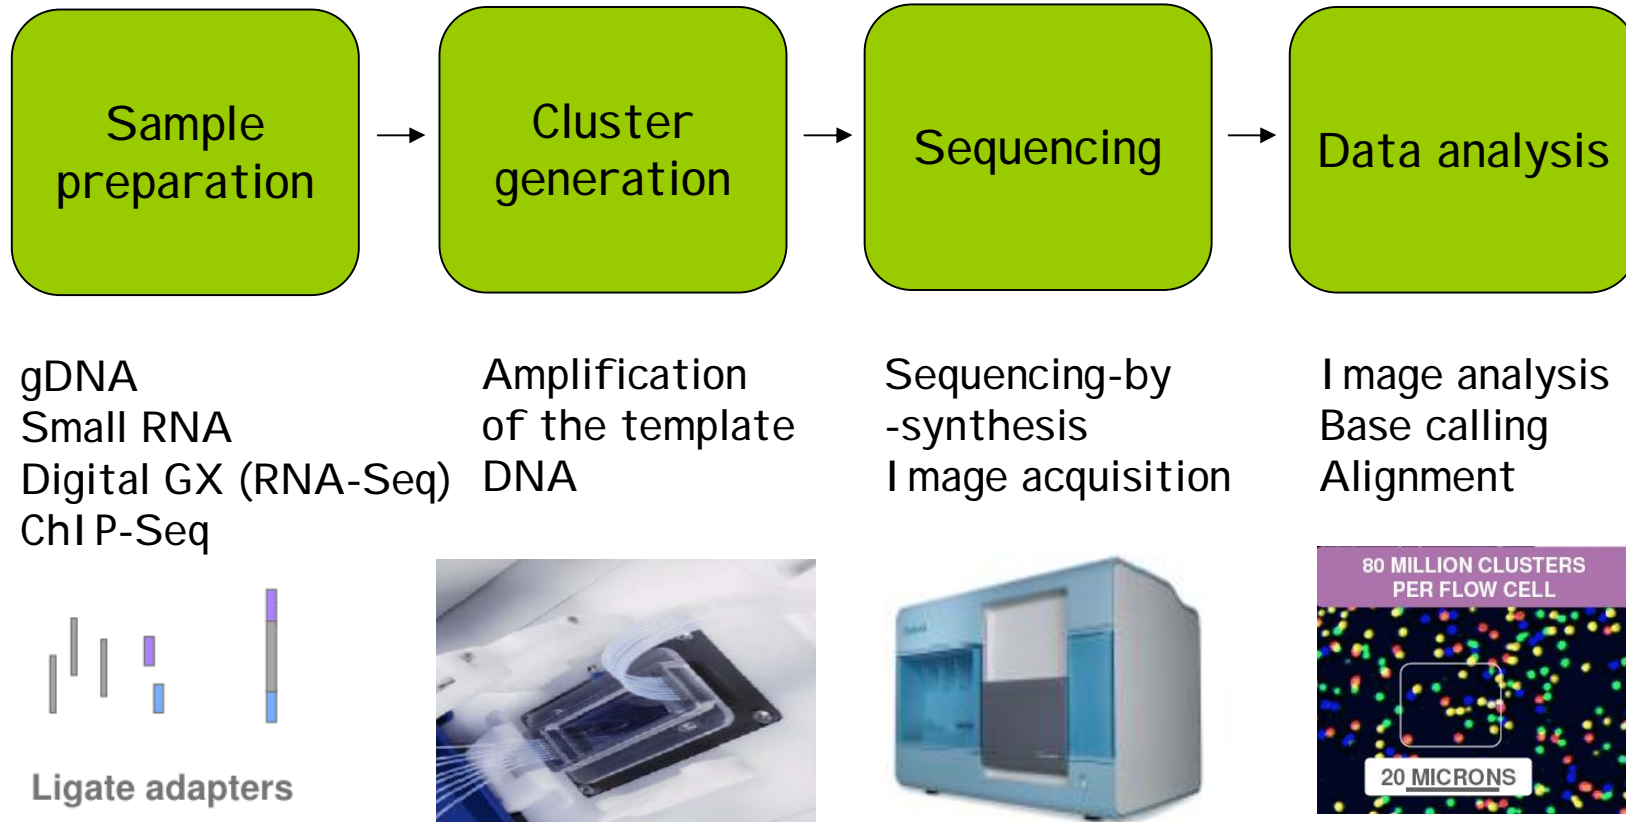 Sample
preparation
Cluster
generation
Sequencing
Data analysis
gDNA
Small RNA
Digital GX (RNA-Seq)
ChIP-Seq
Amplification
of the template
DNA
Sequencing-by
-synthesis
Image acquisition
Image analysis
Base calling
Alignment
Ligate adapters
80 MILLION CLUSTERS
PER FLOW CELL
20 MICRONS